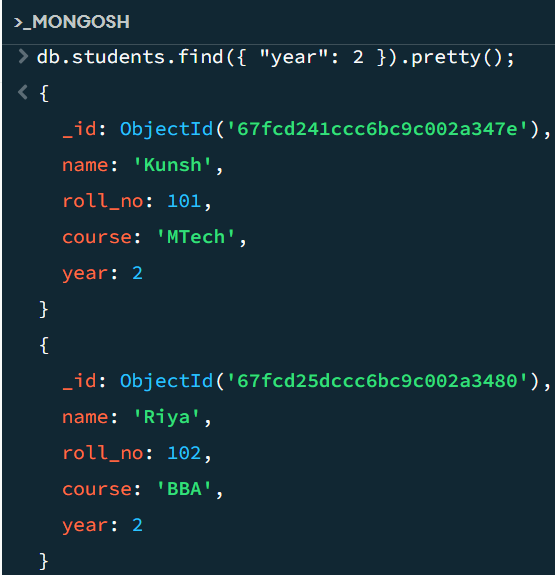 >_MONGOSH
> db.students.find({ "year": 2 }).pretty();
< {
_id: ObjectId('67fcd241ccc6bc9c002a347e'),
name: 'Kunsh',
roll_no: 101,
course: 'MTech',
year: 2
}
{
_id: ObjectId('67fcd25dccc6bc9c002a3480'),
name: 'Riya',
roll_no: 102,
course: 'BBA',
year: 2
}